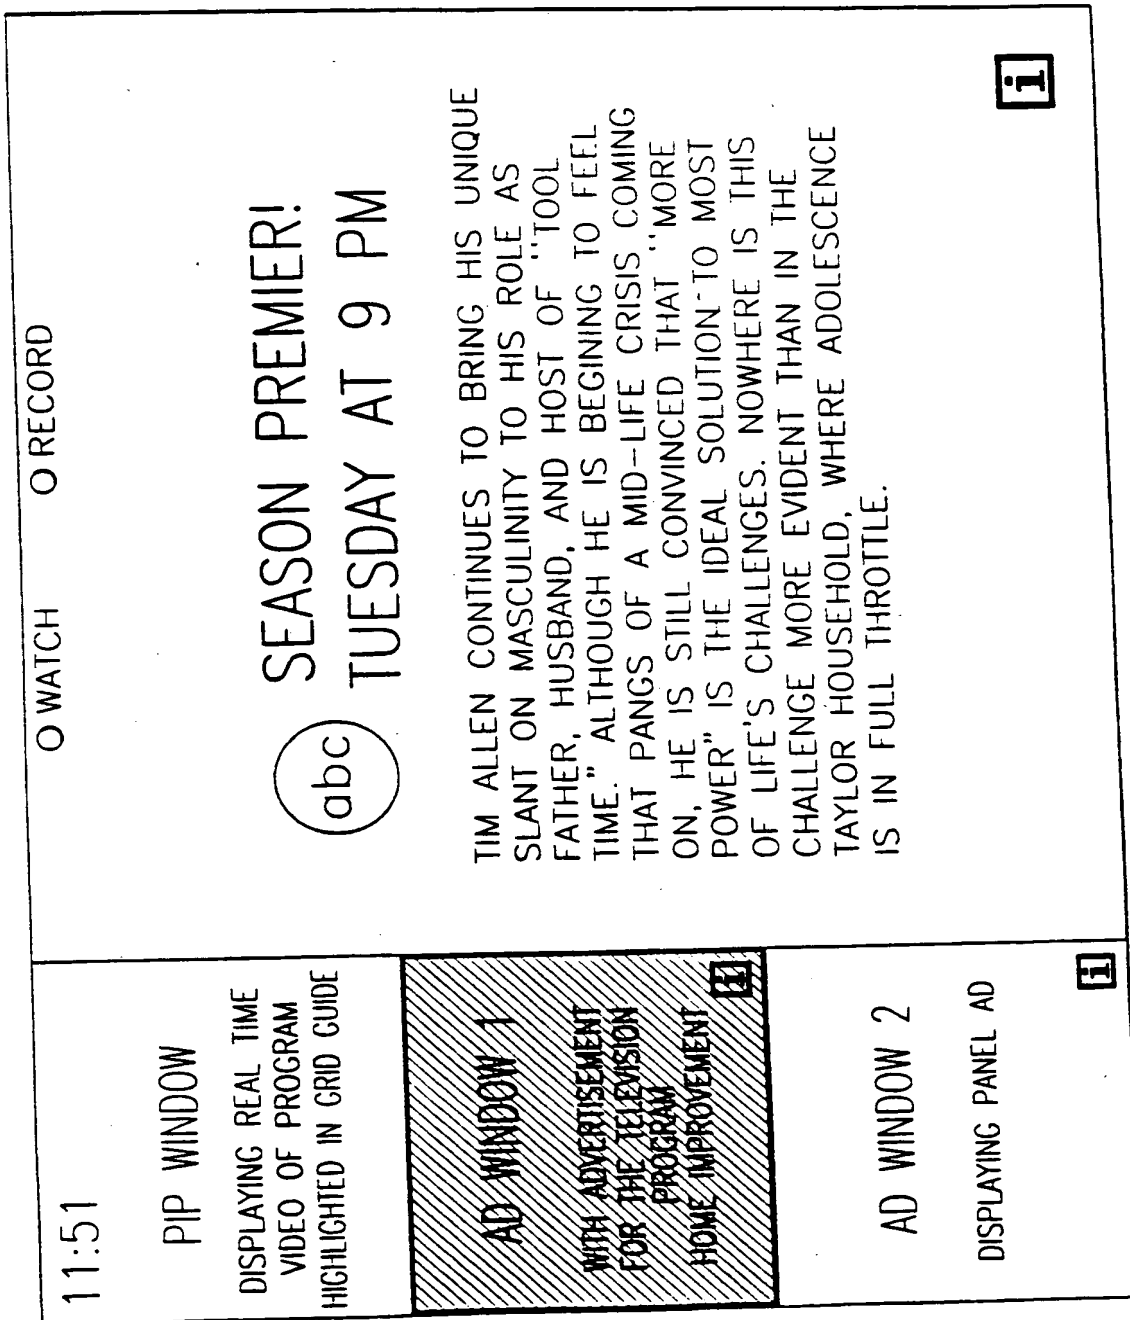 11:51
PIP WINDOW
DISPLAYING REAL TIME
VIDEO OF PROGRAM
HIGHLIGHTED IN GRID GUIDE
AD WINDOW 1
WITH ADVERTISEMENT
FOR THE TELEVISION
PROGRAM
HOME IMPROVEMENT
i
AD WINDOW 2
DISPLAYING PANEL AD
i
O WATCH O RECORD
abc
SEASON PREMIER!
TUESDAY AT 9 PM
TIM ALLEN CONTINUES TO BRING HIS UNIQUE
SLANT ON MASCULINITY TO HIS ROLE AS
FATHER, HUSBAND, AND HOST OF ``TOOL
TIME." ALTHOUGH HE IS BEGINING TO FEEL
THAT PANGS OF A MID-LIFE CRISIS COMING
ON, HE IS STILL CONVINCED THAT ``MORE
POWER" IS THE IDEAL SOLUTION TO MOST
OF LIFE'S CHALLENGES. NOWHERE IS THIS
CHALLENGE MORE EVIDENT THAN IN THE
TAYLOR HOUSEHOLD, WHERE ADOLESCENCE
IS IN FULL THROTTLE.
i